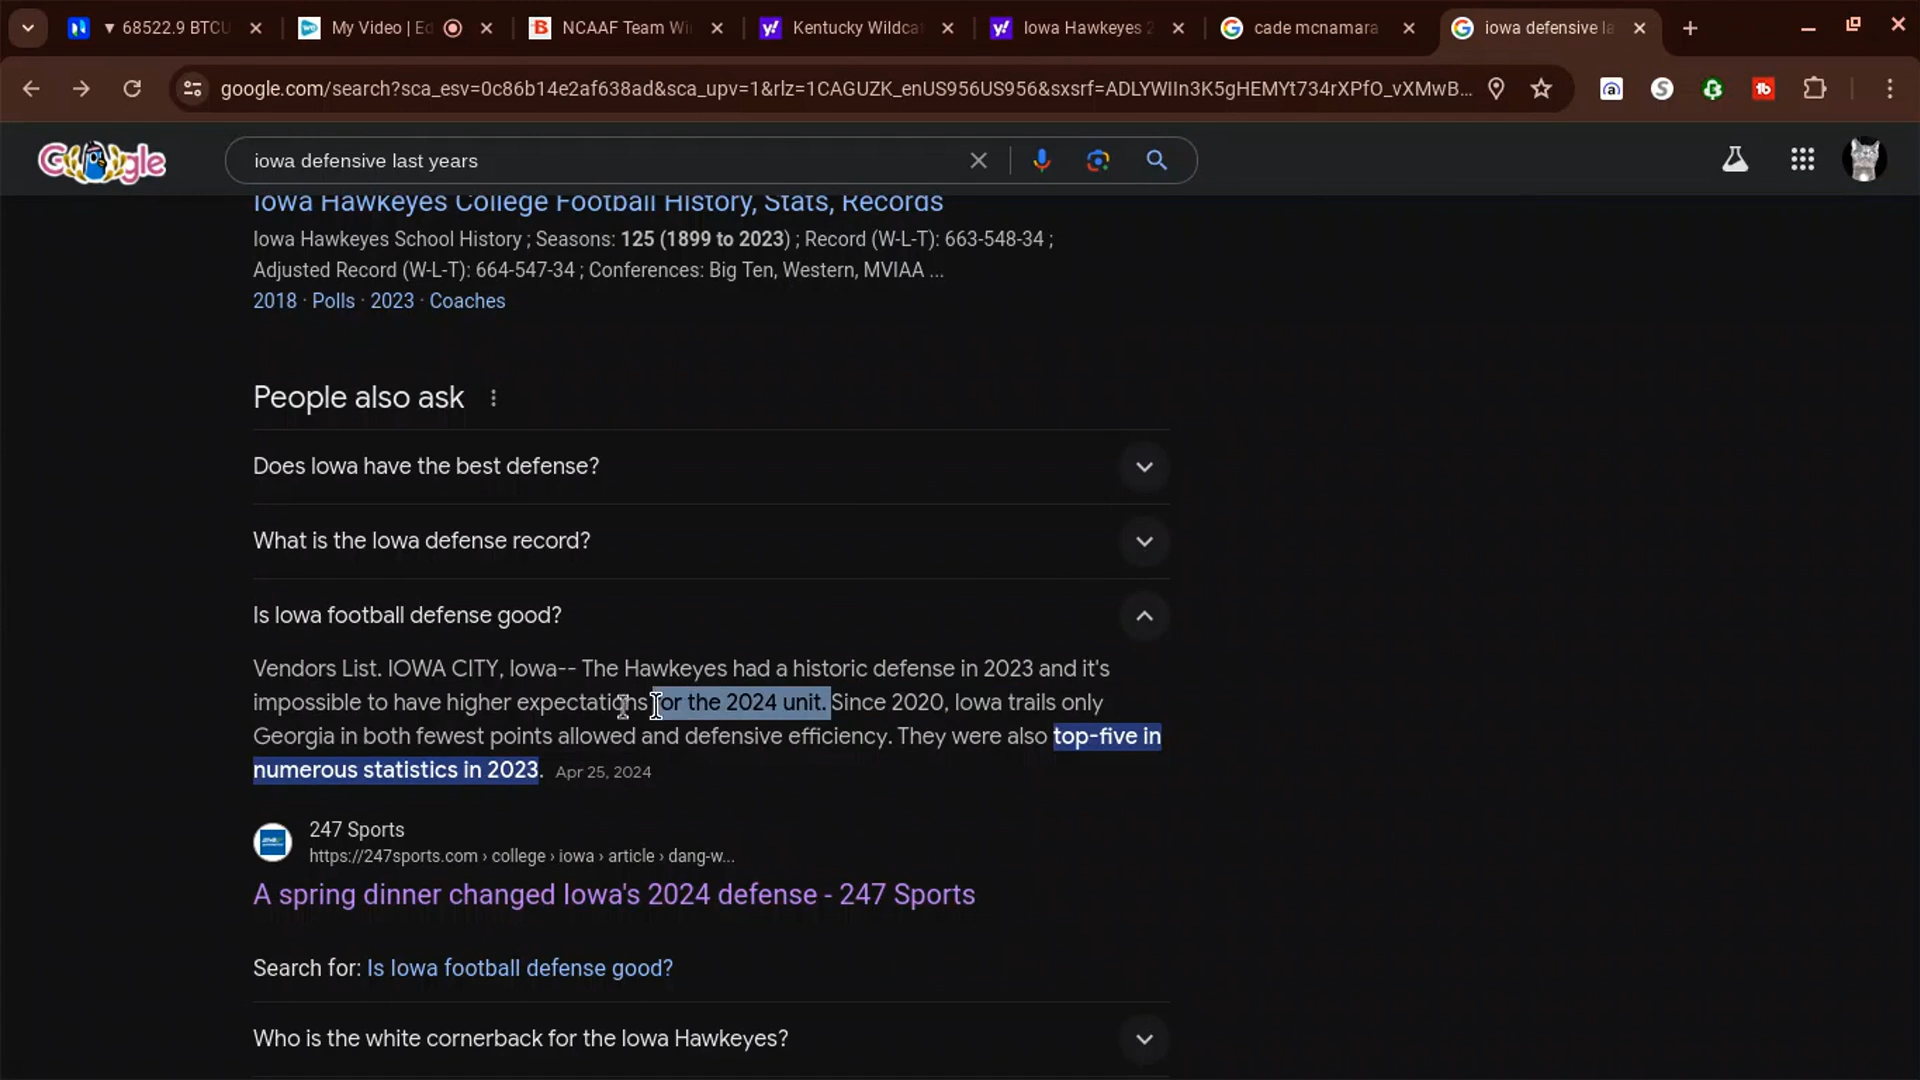 ▼ 68522.9 BTCU
My Video | Ed
NCAAF Team Wi
Kentucky Wildca
Iowa Hawkeyes 2
cade mcnamara
iowa defensive la
google.com/search?sca_esv=0c86b14e2af638ad&sca_upv=1&rlz=1CAGUZK_enUS956US956&sxsrf=ADLYWIIn3K5gHEMYt734rXPfO_vXMwB...
Google
iowa defensive last years
Iowa Hawkeyes College Football History, Stats, Records
Iowa Hawkeyes School History ; Seasons: 125 (1899 to 2023) ; Record (W-L-T): 663-548-34 ;
Adjusted Record (W-L-T): 664-547-34 ; Conferences: Big Ten, Western, MVIAA ...
2018 · Polls · 2023 · Coaches
People also ask
Does Iowa have the best defense?
What is the Iowa defense record?
Is Iowa football defense good?
Vendors List. IOWA CITY, Iowa-- The Hawkeyes had a historic defense in 2023 and it's
impossible to have higher expectations for the 2024 unit. Since 2020, Iowa trails only
Georgia in both fewest points allowed and defensive efficiency. They were also top-five in
numerous statistics in 2023. Apr 25, 2024
247 Sports
https://247sports.com › college › iowa › article › dang-w...
A spring dinner changed Iowa's 2024 defense - 247 Sports
Search for: Is Iowa football defense good?
Who is the white cornerback for the Iowa Hawkeyes?